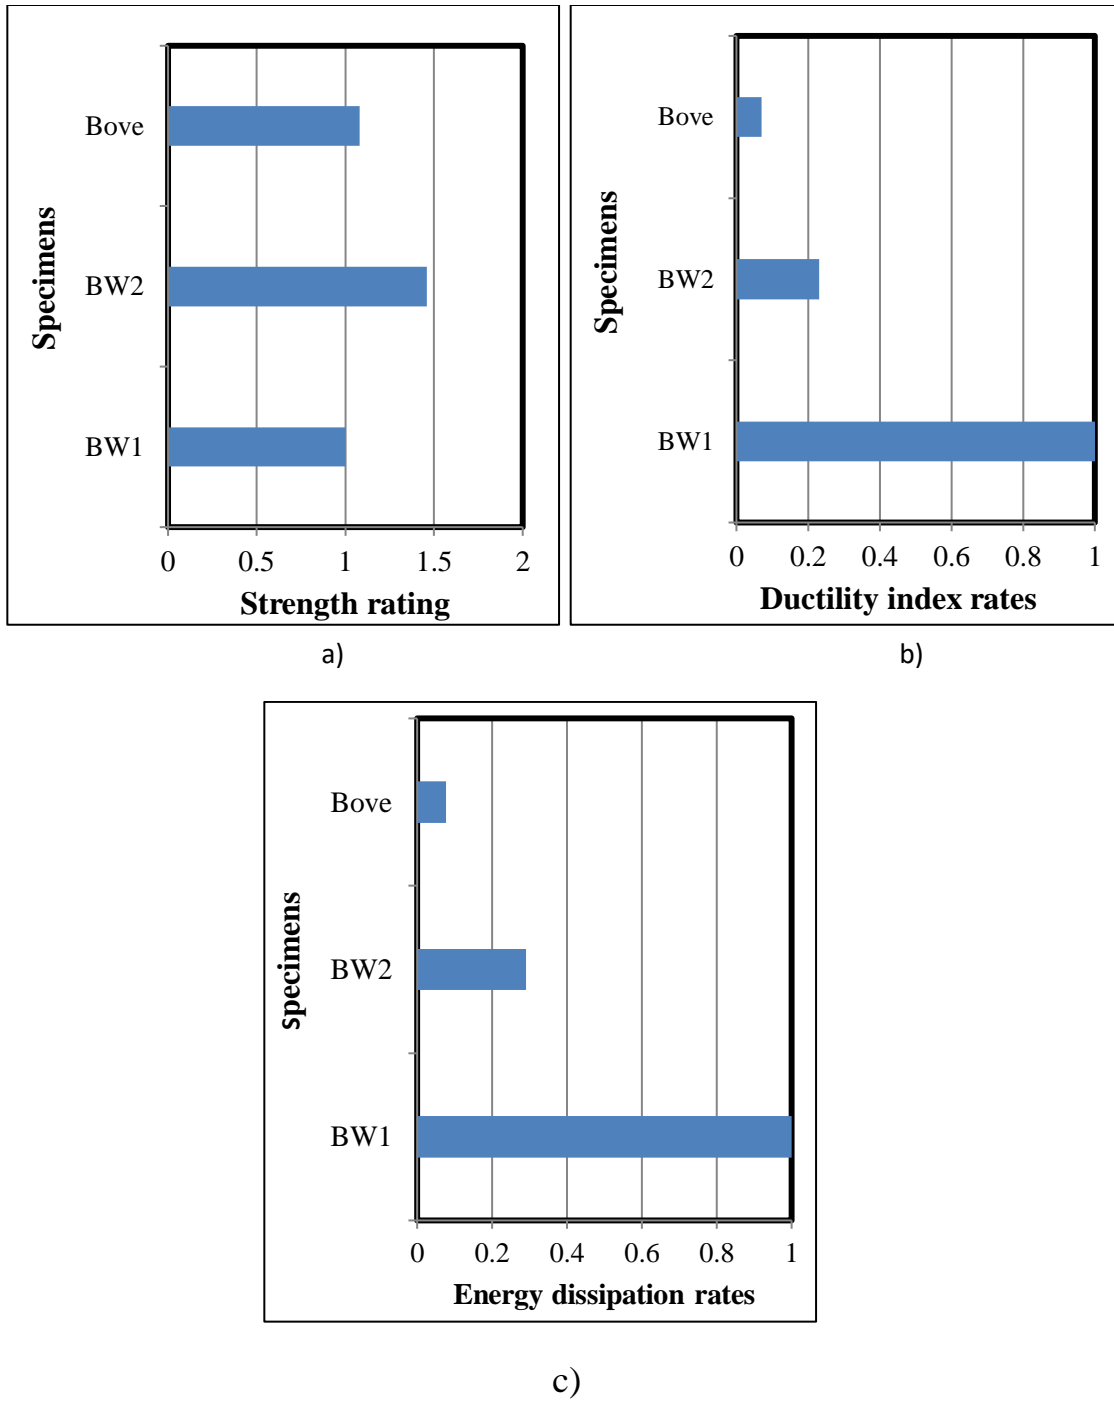 Specimens
Bove
BW2
BW1
0 0.5 1 1.5 2
Strength rating
a)
Specimens
Bove
BW2
BW1
0 0.2 0.4 0.6 0.8 1
Ductility index rates
b)
specimens
Bove
BW2
BW1
0 0.2 0.4 0.6 0.8 1
Energy dissipation rates
c)